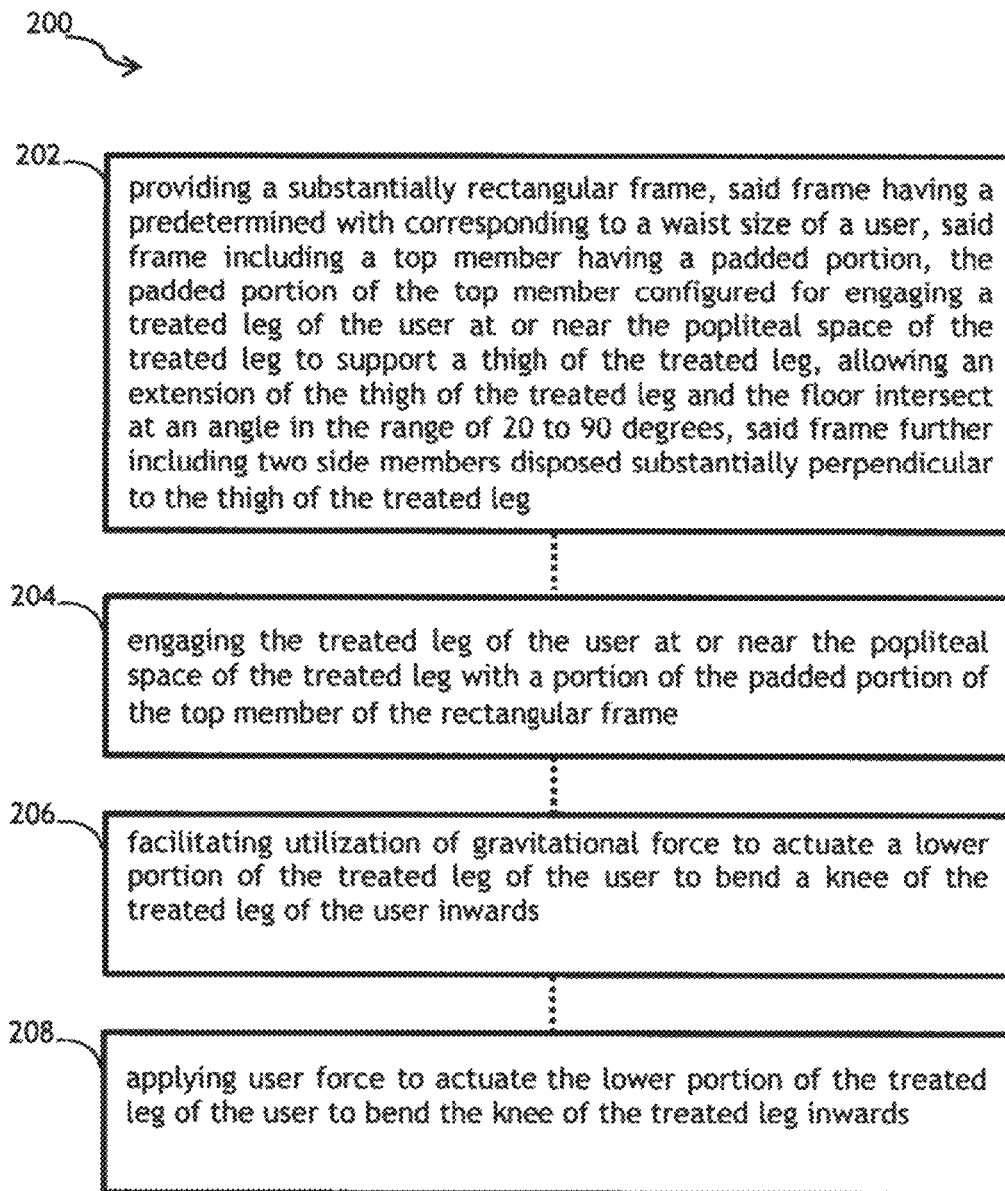 200
202
providing a substantially rectangular frame, said frame having a
predetermined with corresponding to a waist size of a user, said
frame including a top member having a padded portion, the
padded portion of the top member configured for engaging a
treated leg of the user at or near the popliteal space of the
treated leg to support a thigh of the treated leg, allowing an
extension of the thigh of the treated leg and the floor intersect
at an angle in the range of 20 to 90 degrees, said frame further
including two side members disposed substantially perpendicular
to the thigh of the treated leg
204
engaging the treated leg of the user at or near the popliteal
space of the treated leg with a portion of the padded portion of
the top member of the rectangular frame
206
facilitating utilization of gravitational force to actuate a lower
portion of the treated leg of the user to bend a knee of the
treated leg of the user inwards
208
applying user force to actuate the lower portion of the treated
leg of the user to bend the knee of the treated leg inwards